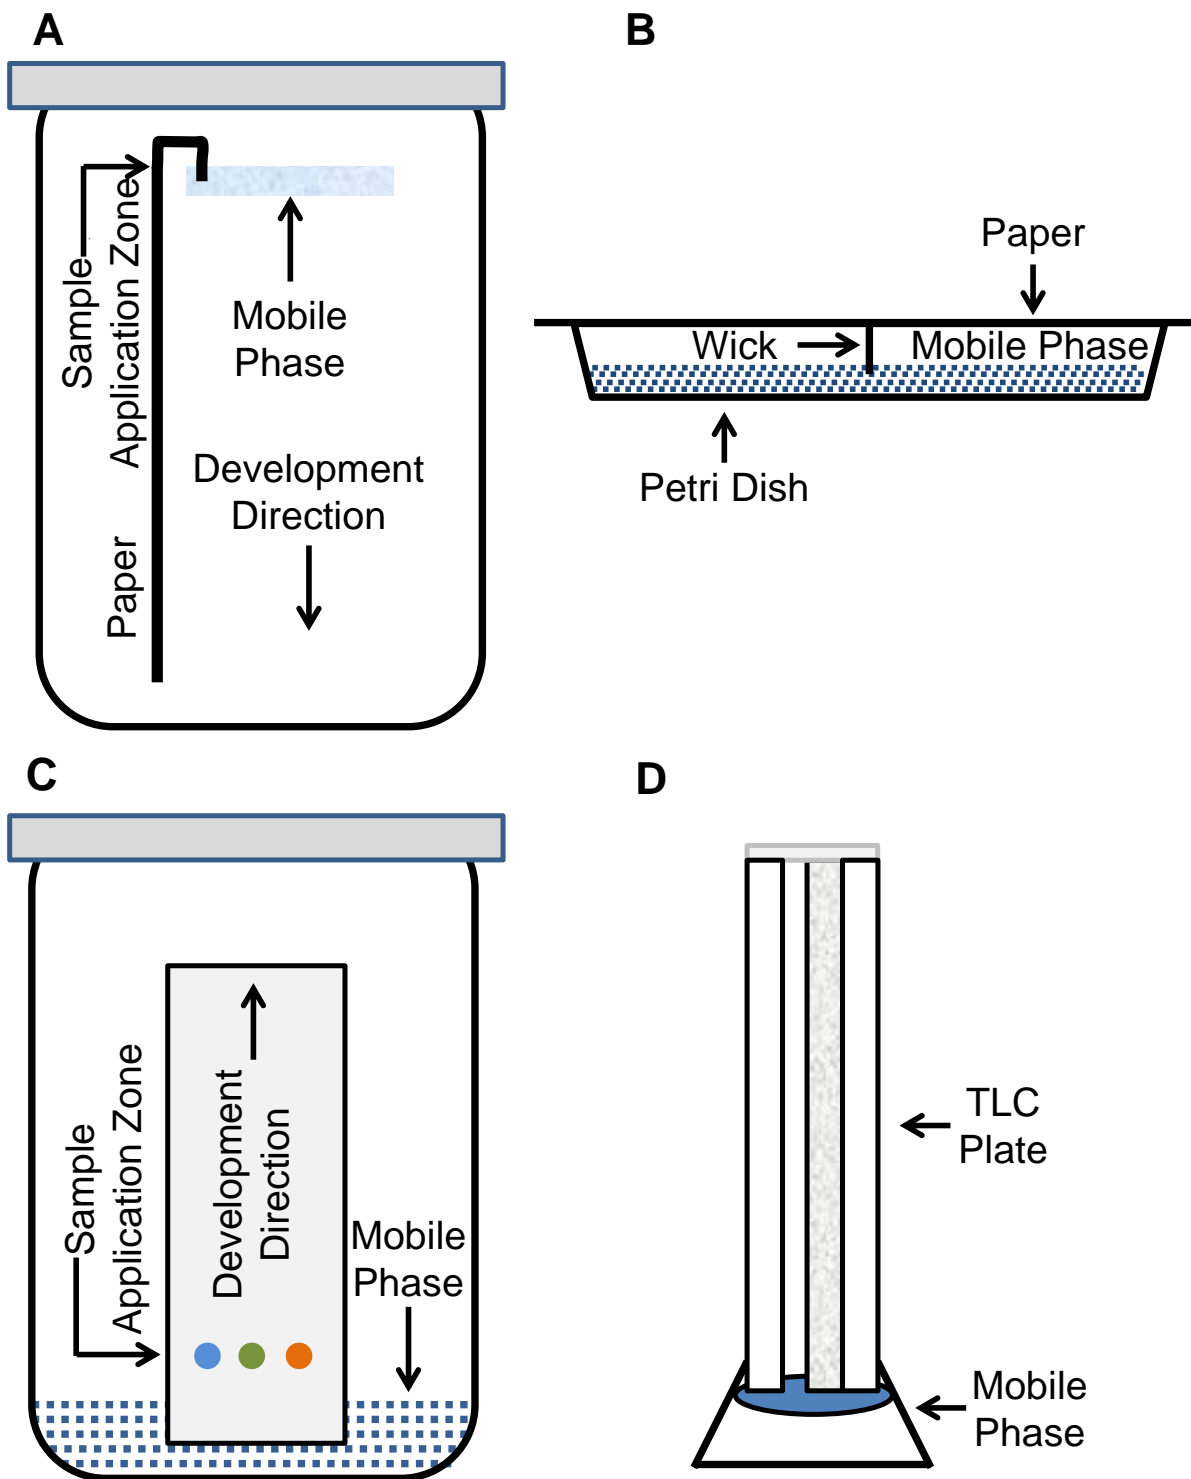 A
Sample
Application Zone
Mobile
Phase
Development
Direction
Paper
B
Paper
Wick
Mobile Phase
Petri Dish
C
Sample
Application Zone
Development
Direction
Mobile
Phase
D
TLC
Plate
Mobile
Phase